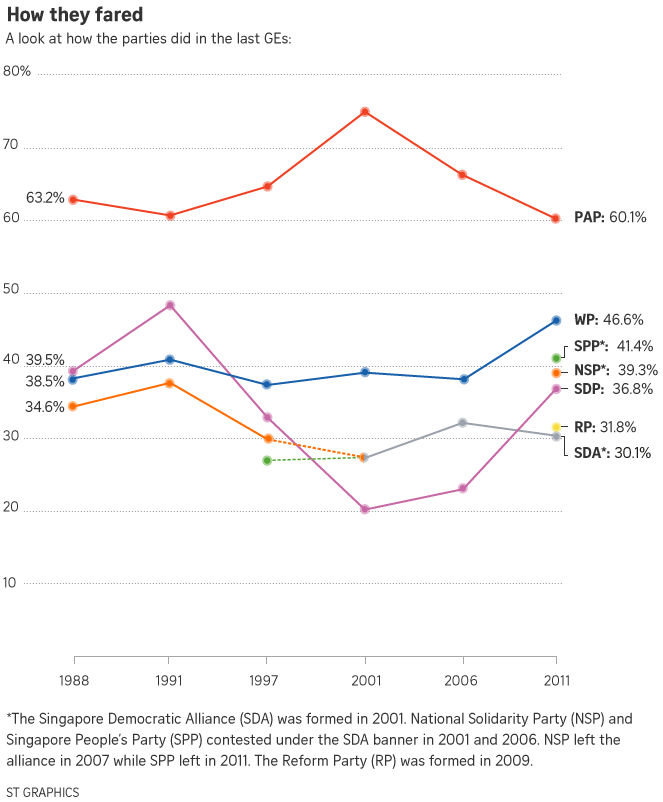 How they fared
A look at how the parties did in the last GEs:
80%
70
63.2%
60
PAP: 60.1%
50
WP: 46.6%
SPP*: 41.4%
40 39.5%
NSP*: 39.3%
38.5%
SDP: 36.8%
34.6%
RP: 31.8%
30
SDA*: 30.1%
20
10
1988 1991 1997 2001 2006 2011
*The Singapore Democratic Alliance (SDA) was formed in 2001. National Solidarity Party (NSP) and
Singapore People's Party (SPP) contested under the SDA banner in 2001 and 2006. NSP left the
alliance in 2007 while SPP left in 2011. The Reform Party (RP) was formed in 2009.
ST GRAPHICS